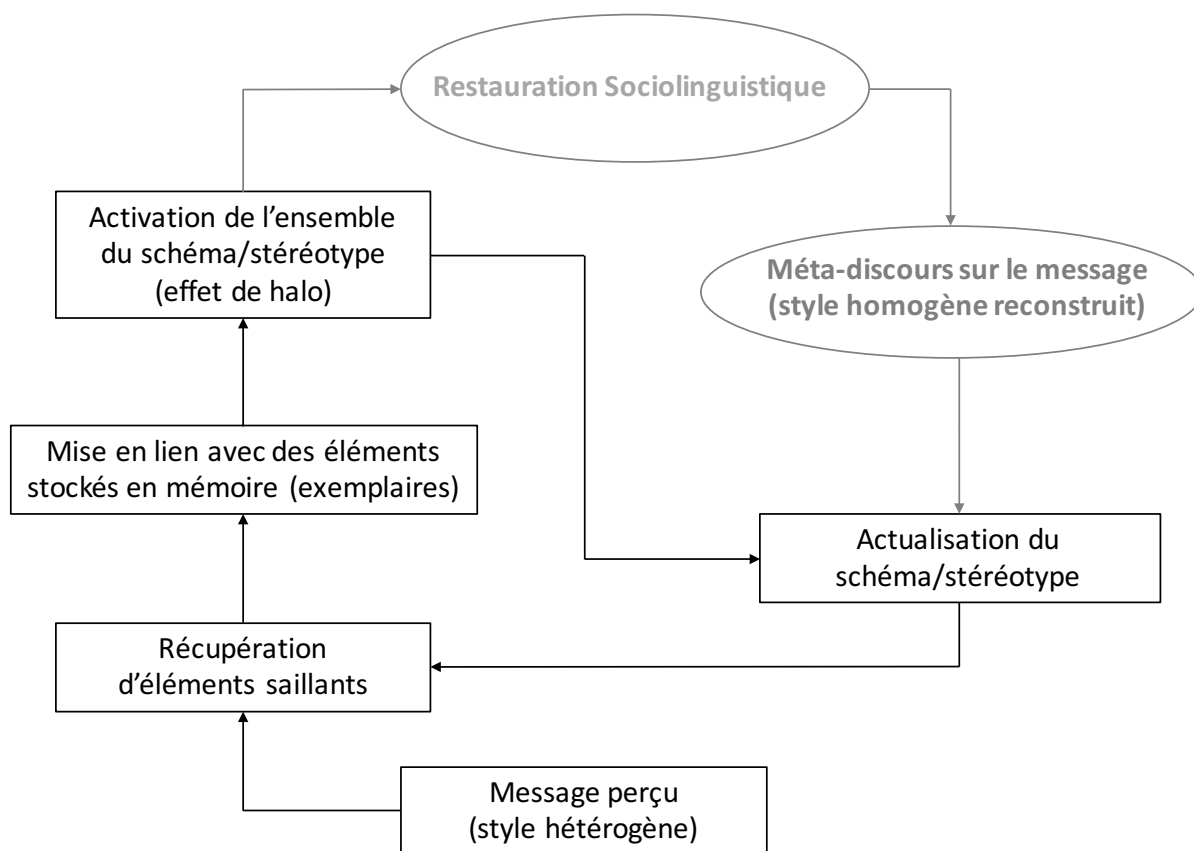 Restauration Sociolinguistique
Activation de l’ensemble
du schéma/stéréotype
(effet de halo)
Méta-discours sur le message
(style homogène reconstruit)
Mise en lien avec des éléments
stockés en mémoire (exemplaires)
Actualisation du
schéma/stéréotype
Récupération
d’éléments saillants
Message perçu
(style hétérogène)